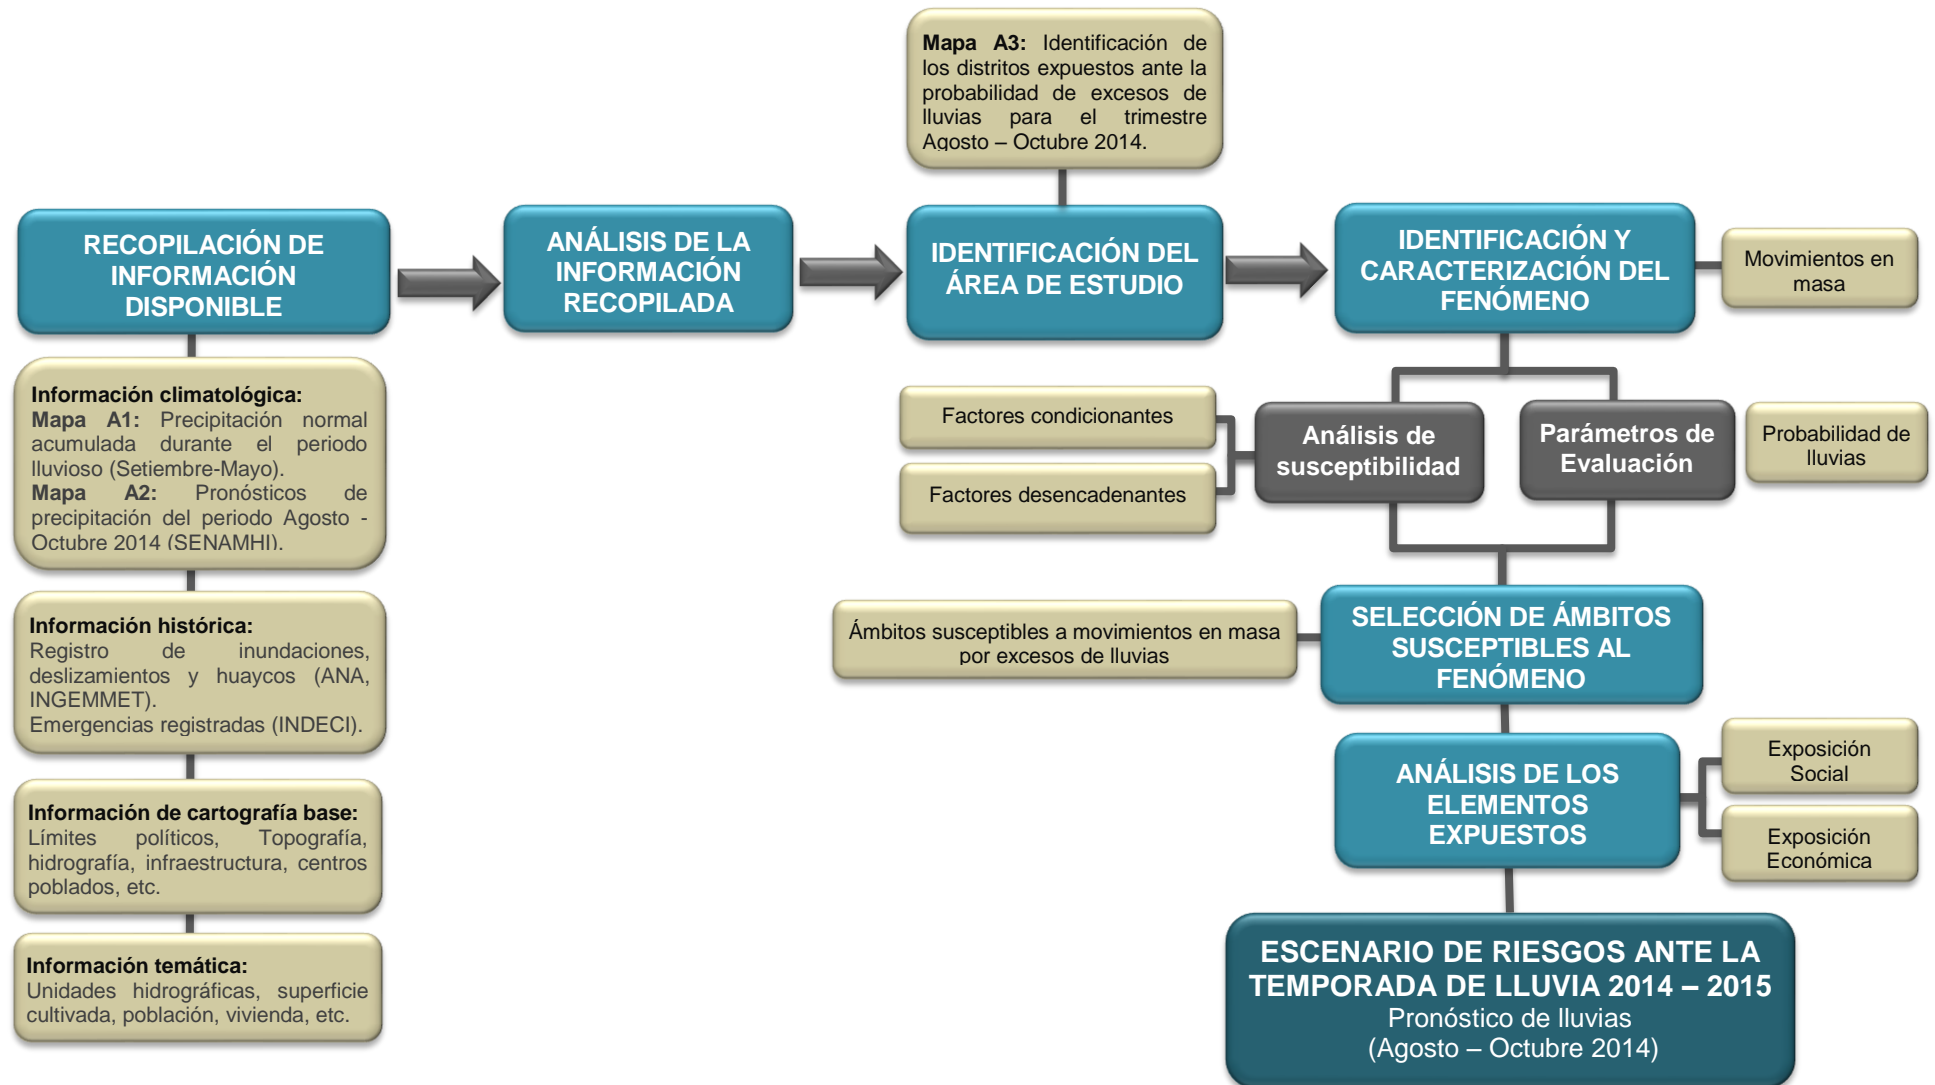 Mapa A3: Identificación de
los distritos expuestos ante la
probabilidad de excesos de
lluvias para el trimestre
Agosto – Octubre 2014.
RECOPILACIÓN DE
INFORMACIÓN
DISPONIBLE
ANÁLISIS DE LA
INFORMACIÓN
RECOPILADA
IDENTIFICACIÓN DEL
ÁREA DE ESTUDIO
IDENTIFICACIÓN Y
CARACTERIZACIÓN DEL
FENÓMENO
Movimientos en
masa
Información climatológica:
Mapa A1: Precipitación normal
acumulada durante el periodo
lluvioso (Setiembre-Mayo).
Mapa A2: Pronósticos de
precipitación del periodo Agosto -
Octubre 2014 (SENAMHI).
Información histórica:
Registro de inundaciones,
deslizamientos y huaycos (ANA,
INGEMMET).
Emergencias registradas (INDECI).
Información de cartografía base:
Límites políticos, Topografía,
hidrografía, infraestructura, centros
poblados, etc.
Información temática:
Unidades hidrográficas, superficie
cultivada, población, vivienda, etc.
Factores condicionantes
Factores desencadenantes
Análisis de
susceptibilidad
Parámetros de
Evaluación
Probabilidad de
lluvias
Ámbitos susceptibles a movimientos en masa
por excesos de lluvias
SELECCIÓN DE ÁMBITOS
SUSCEPTIBLES AL
FENÓMENO
ANÁLISIS DE LOS
ELEMENTOS
EXPUESTOS
Exposición
Social
Exposición
Económica
ESCENARIO DE RIESGOS ANTE LA
TEMPORADA DE LLUVIA 2014 – 2015
Pronóstico de lluvias
(Agosto – Octubre 2014)